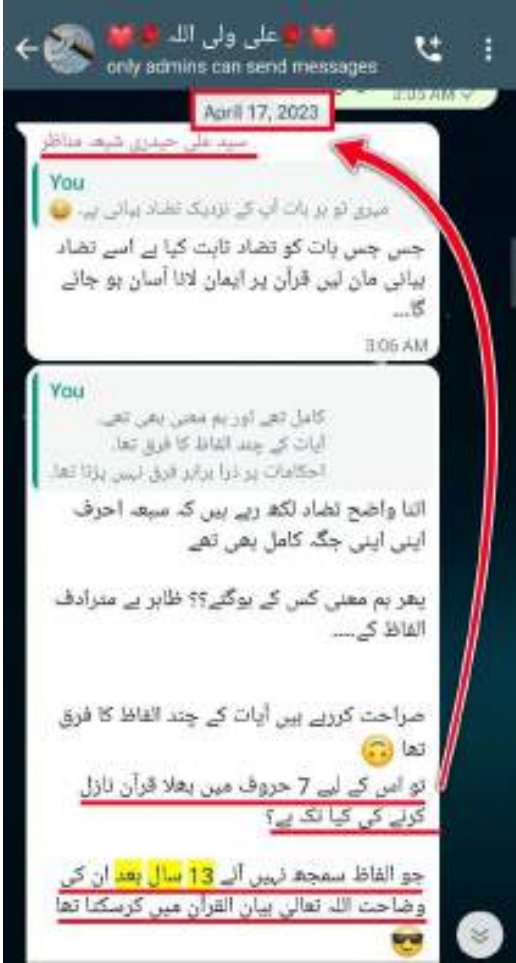 علی ولی اللہ
only admins can send messages
3:05 AM
April 17, 2023
سید علی حیدری شیعہ مناظر
You
میری تو ہر بات آپ کے نزدیک تضاد بیانی ہے۔ 😄
جس جس بات کو تضاد ثابت کیا ہے اسے تضاد
بیانی مان لیں قرآن پر ایمان لانا آسان ہو جائے
گا...
3:06 AM
You
کامل تھے اور ہم معنی بھی تھے۔
آیات کے چند الفاظ کا فرق تھا۔
احکامات پر ذرا برابر فرق نہیں پڑتا تھا۔
اتنا واضح تضاد لکھ رہے ہیں کہ سبعہ احرف
اپنی اپنی جگہ کامل بھی تھے
پھر ہم معنی کس کے ہوگئے؟؟ ظاہر ہے مترادف
الفاظ کے.....
صراحت کررہے ہیں آیات کے چند الفاظ کا فرق
تھا 🙃
تو اس کے لیے 7 حروف میں بھلا قرآن نازل
کرنے کی کیا تک ہے؟
جو الفاظ سمجھ نہیں آتے 13 سال بعد ان کی
وضاحت اللہ تعالی بیان القرآن میں کرسکتا تھا
😎